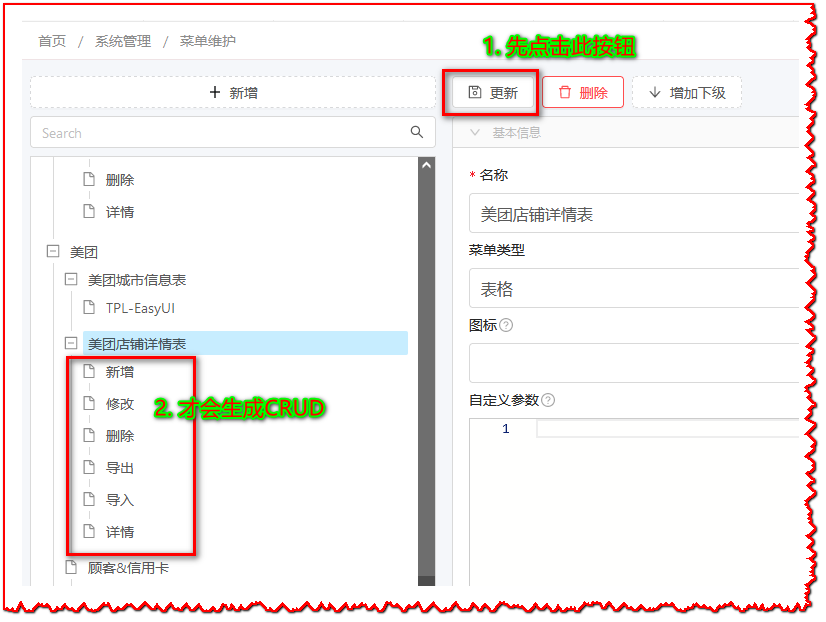 1. 先点击此按钮
首页 / 系统管理 / 菜单维护
+ 新增
更新
删除
增加下级
Search
基本信息
删除
详情
美团
美团城市信息表
TPL-EasyUI
美团店铺详情表
新增
修改
删除
导出
导入
详情
顾客&信用卡
2. 才会生成CRUD
* 名称
美团店铺详情表
菜单类型
表格
图标
自定义参数
1